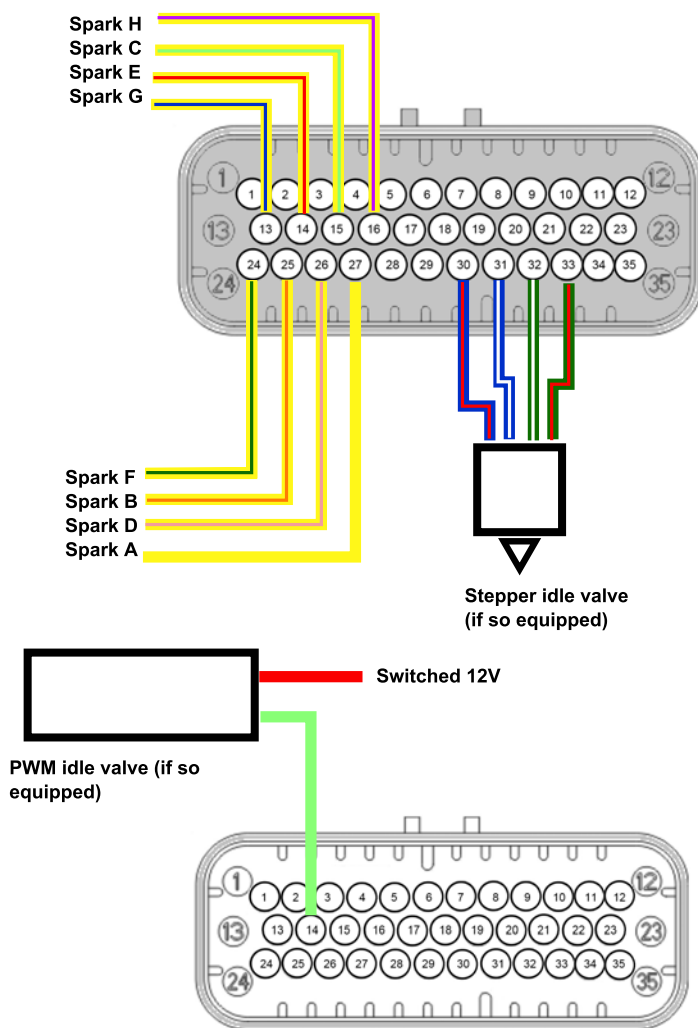 Spark H
Spark C
Spark E
Spark G
1 12
1 2 3 4 5 6 7 8 9 10 11 12
13 13 14 15 16 17 18 19 20 21 22 23 23
24 25 26 27 28 29 30 31 32 33 34 35
24 35
Spark F
Spark B
Spark D
Spark A
Stepper idle valve
(if so equipped)
Switched 12V
PWM idle valve (if so
equipped)
1 12
1 2 3 4 5 6 7 8 9 10 11 12
13 13 14 15 16 17 18 19 20 21 22 23 23
24 25 26 27 28 29 30 31 32 33 34 35
24 35